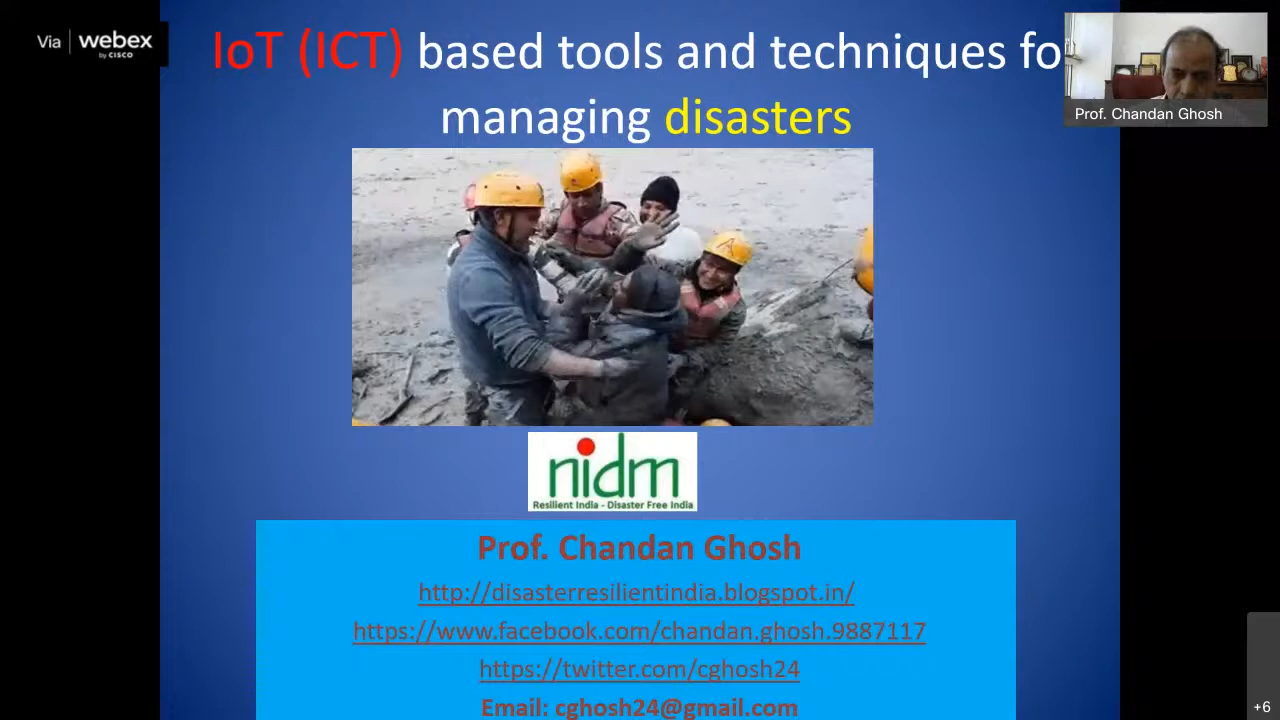 Via webex
by CISCO
IoT (ICT) based tools and techniques fo
managing disasters
Prof. Chandan Ghosh
A
nidm
Resilient India - Disaster Free India
Prof. Chandan Ghosh
http://disasterresilientindia.blogspot.in/
https://www.facebook.com/chandan.ghosh.9887117
https://twitter.com/cghosh24
Email: cghosh24@gmail.com
+6